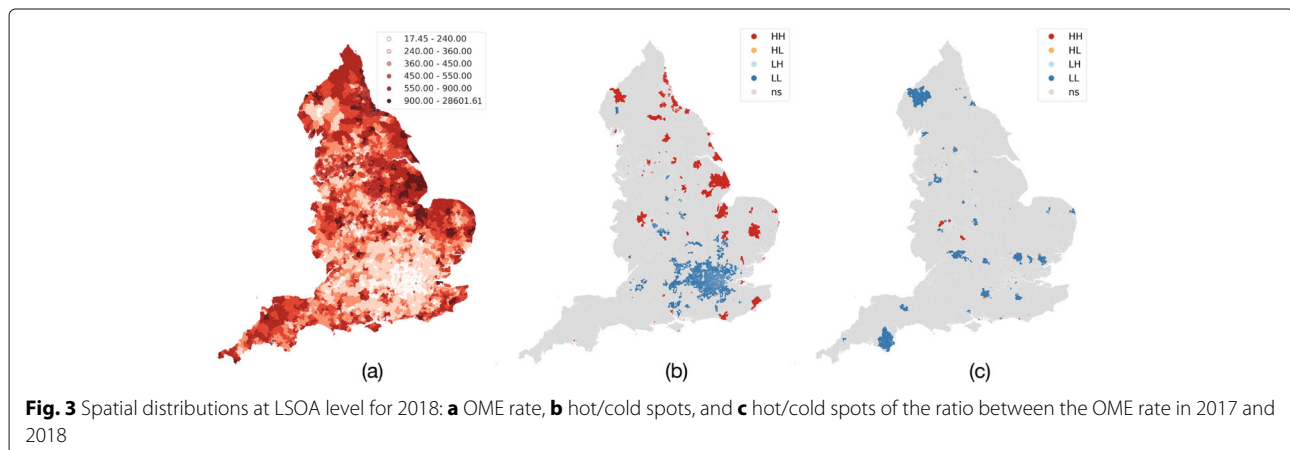 17.45 - 240.00
240.00 - 360.00
360.00 - 450.00
450.00 - 550.00
550.00 - 900.00
900.00 - 28601.61
HH
HL
LH
LL
ns
HH
HL
LH
LL
ns
(a)
(b)
(c)
Fig. 3 Spatial distributions at LSOA level for 2018: a OME rate, b hot/cold spots, and c hot/cold spots of the ratio between the OME rate in 2017 and
2018